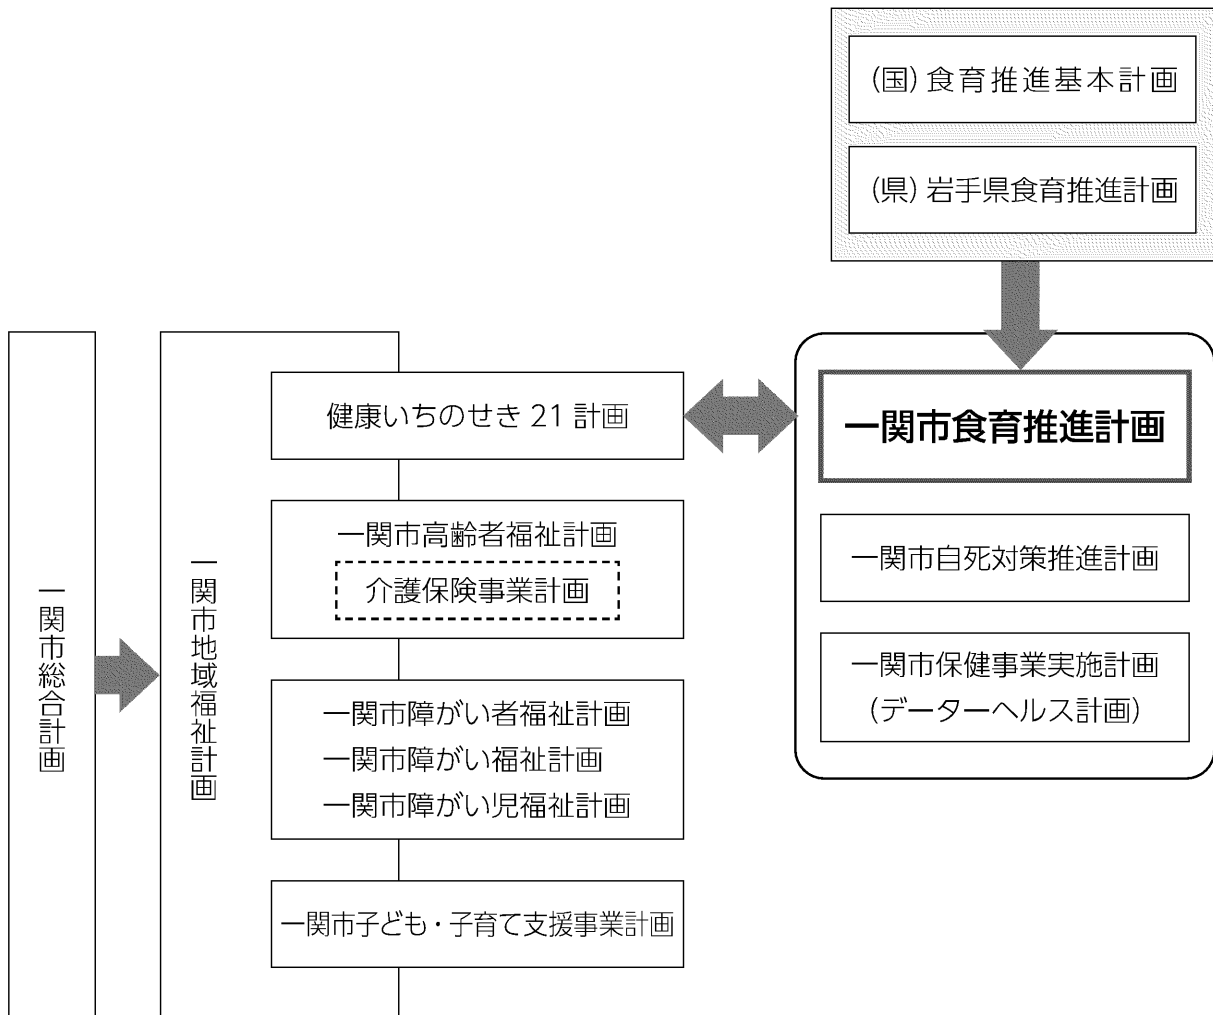 (国)食育推進基本計画
(県)岩手県食育推進計画
一関市総合計画
一関市地域福祉計画
健康いちのせき 21 計画
一関市高齢者福祉計画
介護保険事業計画
一関市障がい者福祉計画
一関市障がい福祉計画
一関市障がい児福祉計画
一関市子ども・子育て支援事業計画
一関市食育推進計画
一関市自死対策推進計画
一関市保健事業実施計画
(データーヘルス計画)